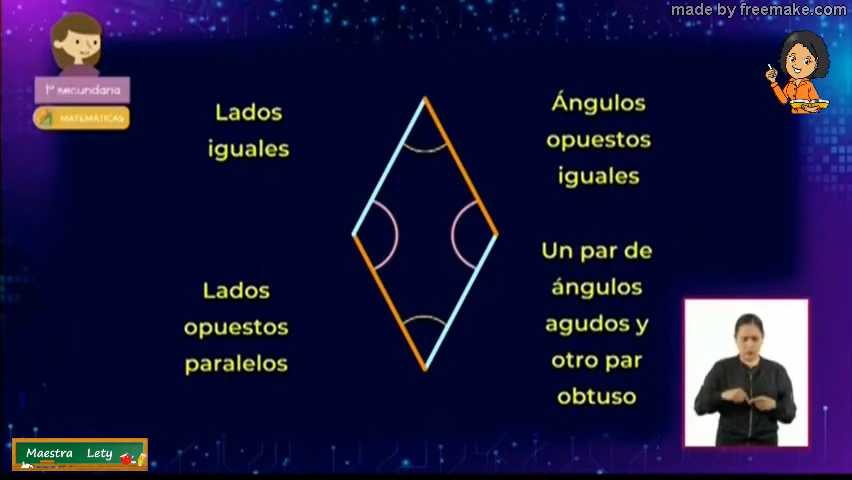 made by freemake.com
1º secundaria
MATEMÁTICAS
Lados
iguales
Ángulos
opuestos
iguales
Lados
opuestos
paralelos
Un par de
ángulos
agudos y
otro par
obtuso
Maestra Lety